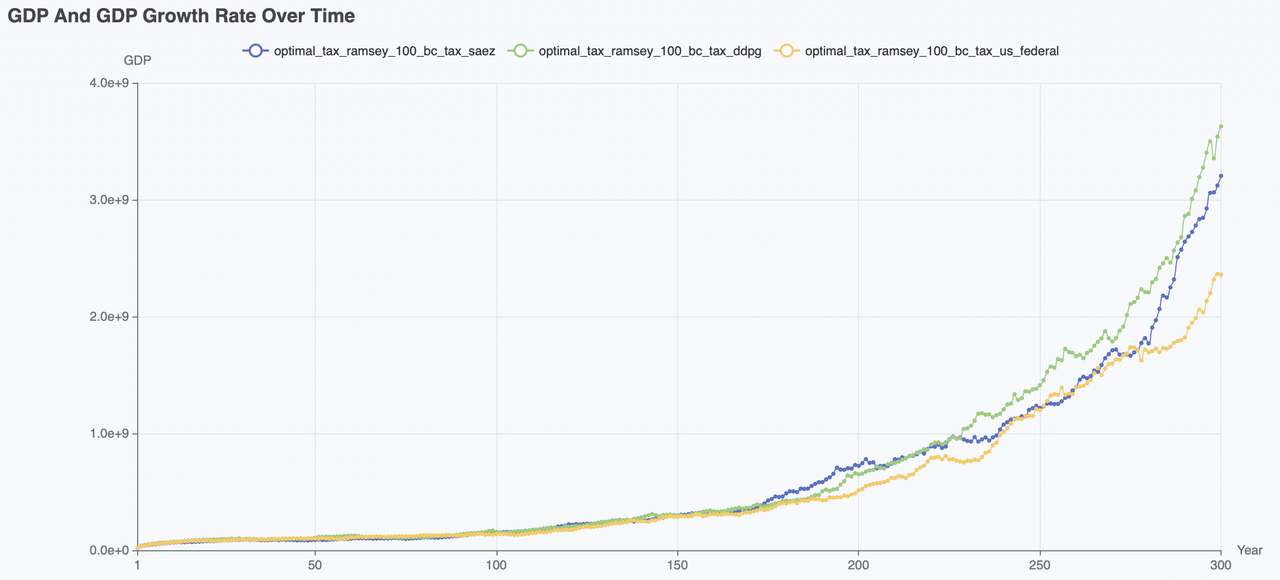 GDP And GDP Growth Rate Over Time
optimal_tax_ramsey_100_bc_tax_saez optimal_tax_ramsey_100_bc_tax_ddpg optimal_tax_ramsey_100_bc_tax_us_federal
GDP
4.0e+9
3.0e+9
2.0e+9
1.0e+9
0.0e+0
1 50 100 150 200 250 300
Year